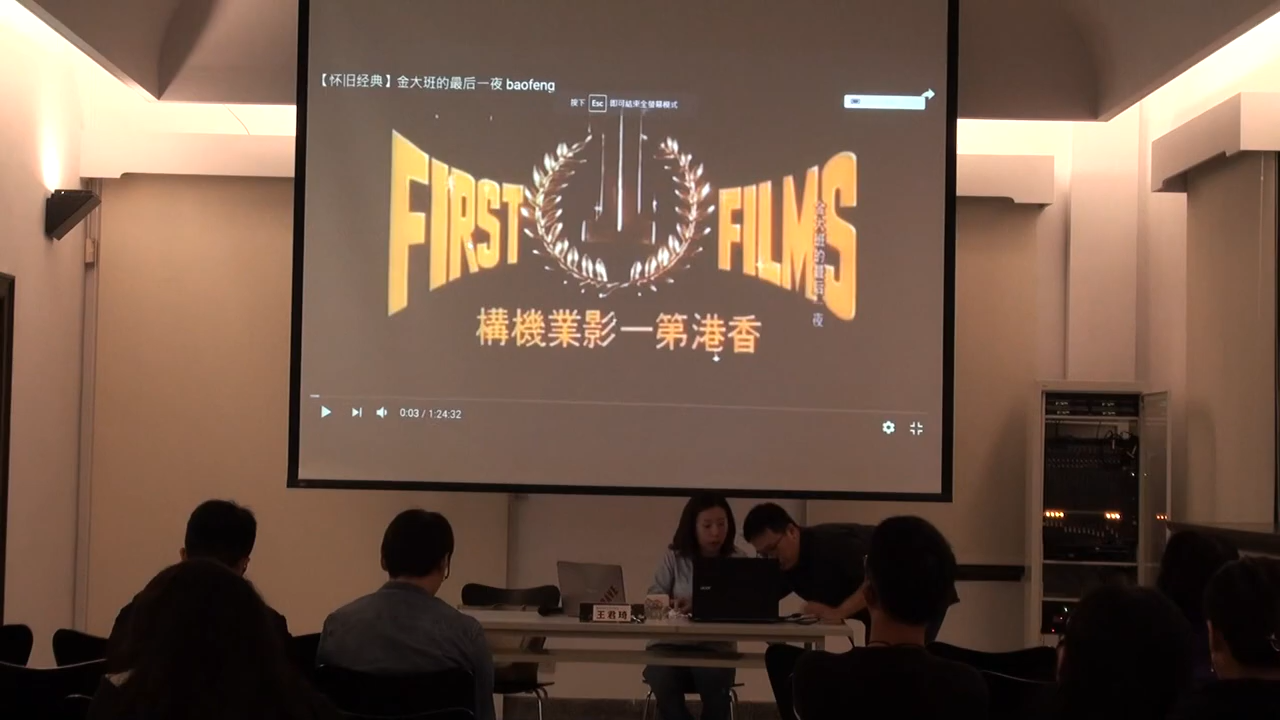 【怀旧经典】金大班的最后一夜 baofeng
按下 Esc 即可結束全螢幕模式
FIRST FILMS
金大班的最后一夜
構機業影一第港香
0:03 / 1:24:32
王君琦